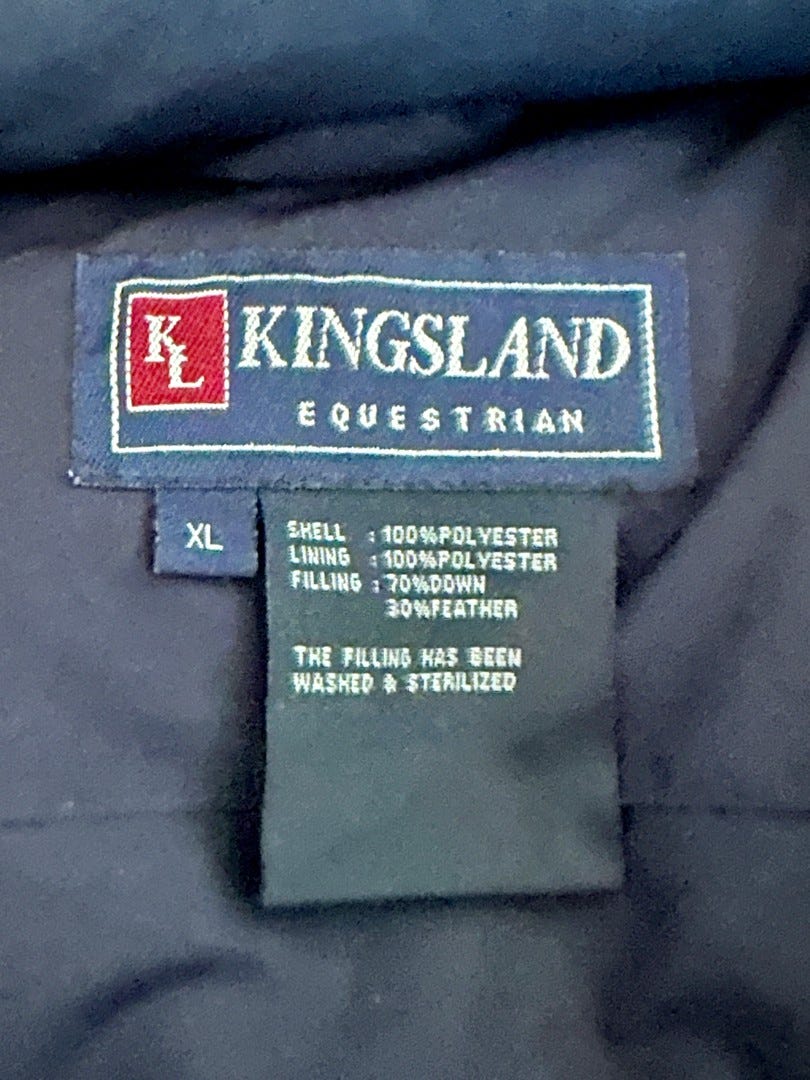 KL KINGSLAND
EQUESTRIAN
XL
SHELL : 100%POLYESTER
LINING : 100%POLYESTER
FILLING : 70%DOWN
30%FEATHER
THE FILLING HAS BEEN
WASHED & STERILIZED